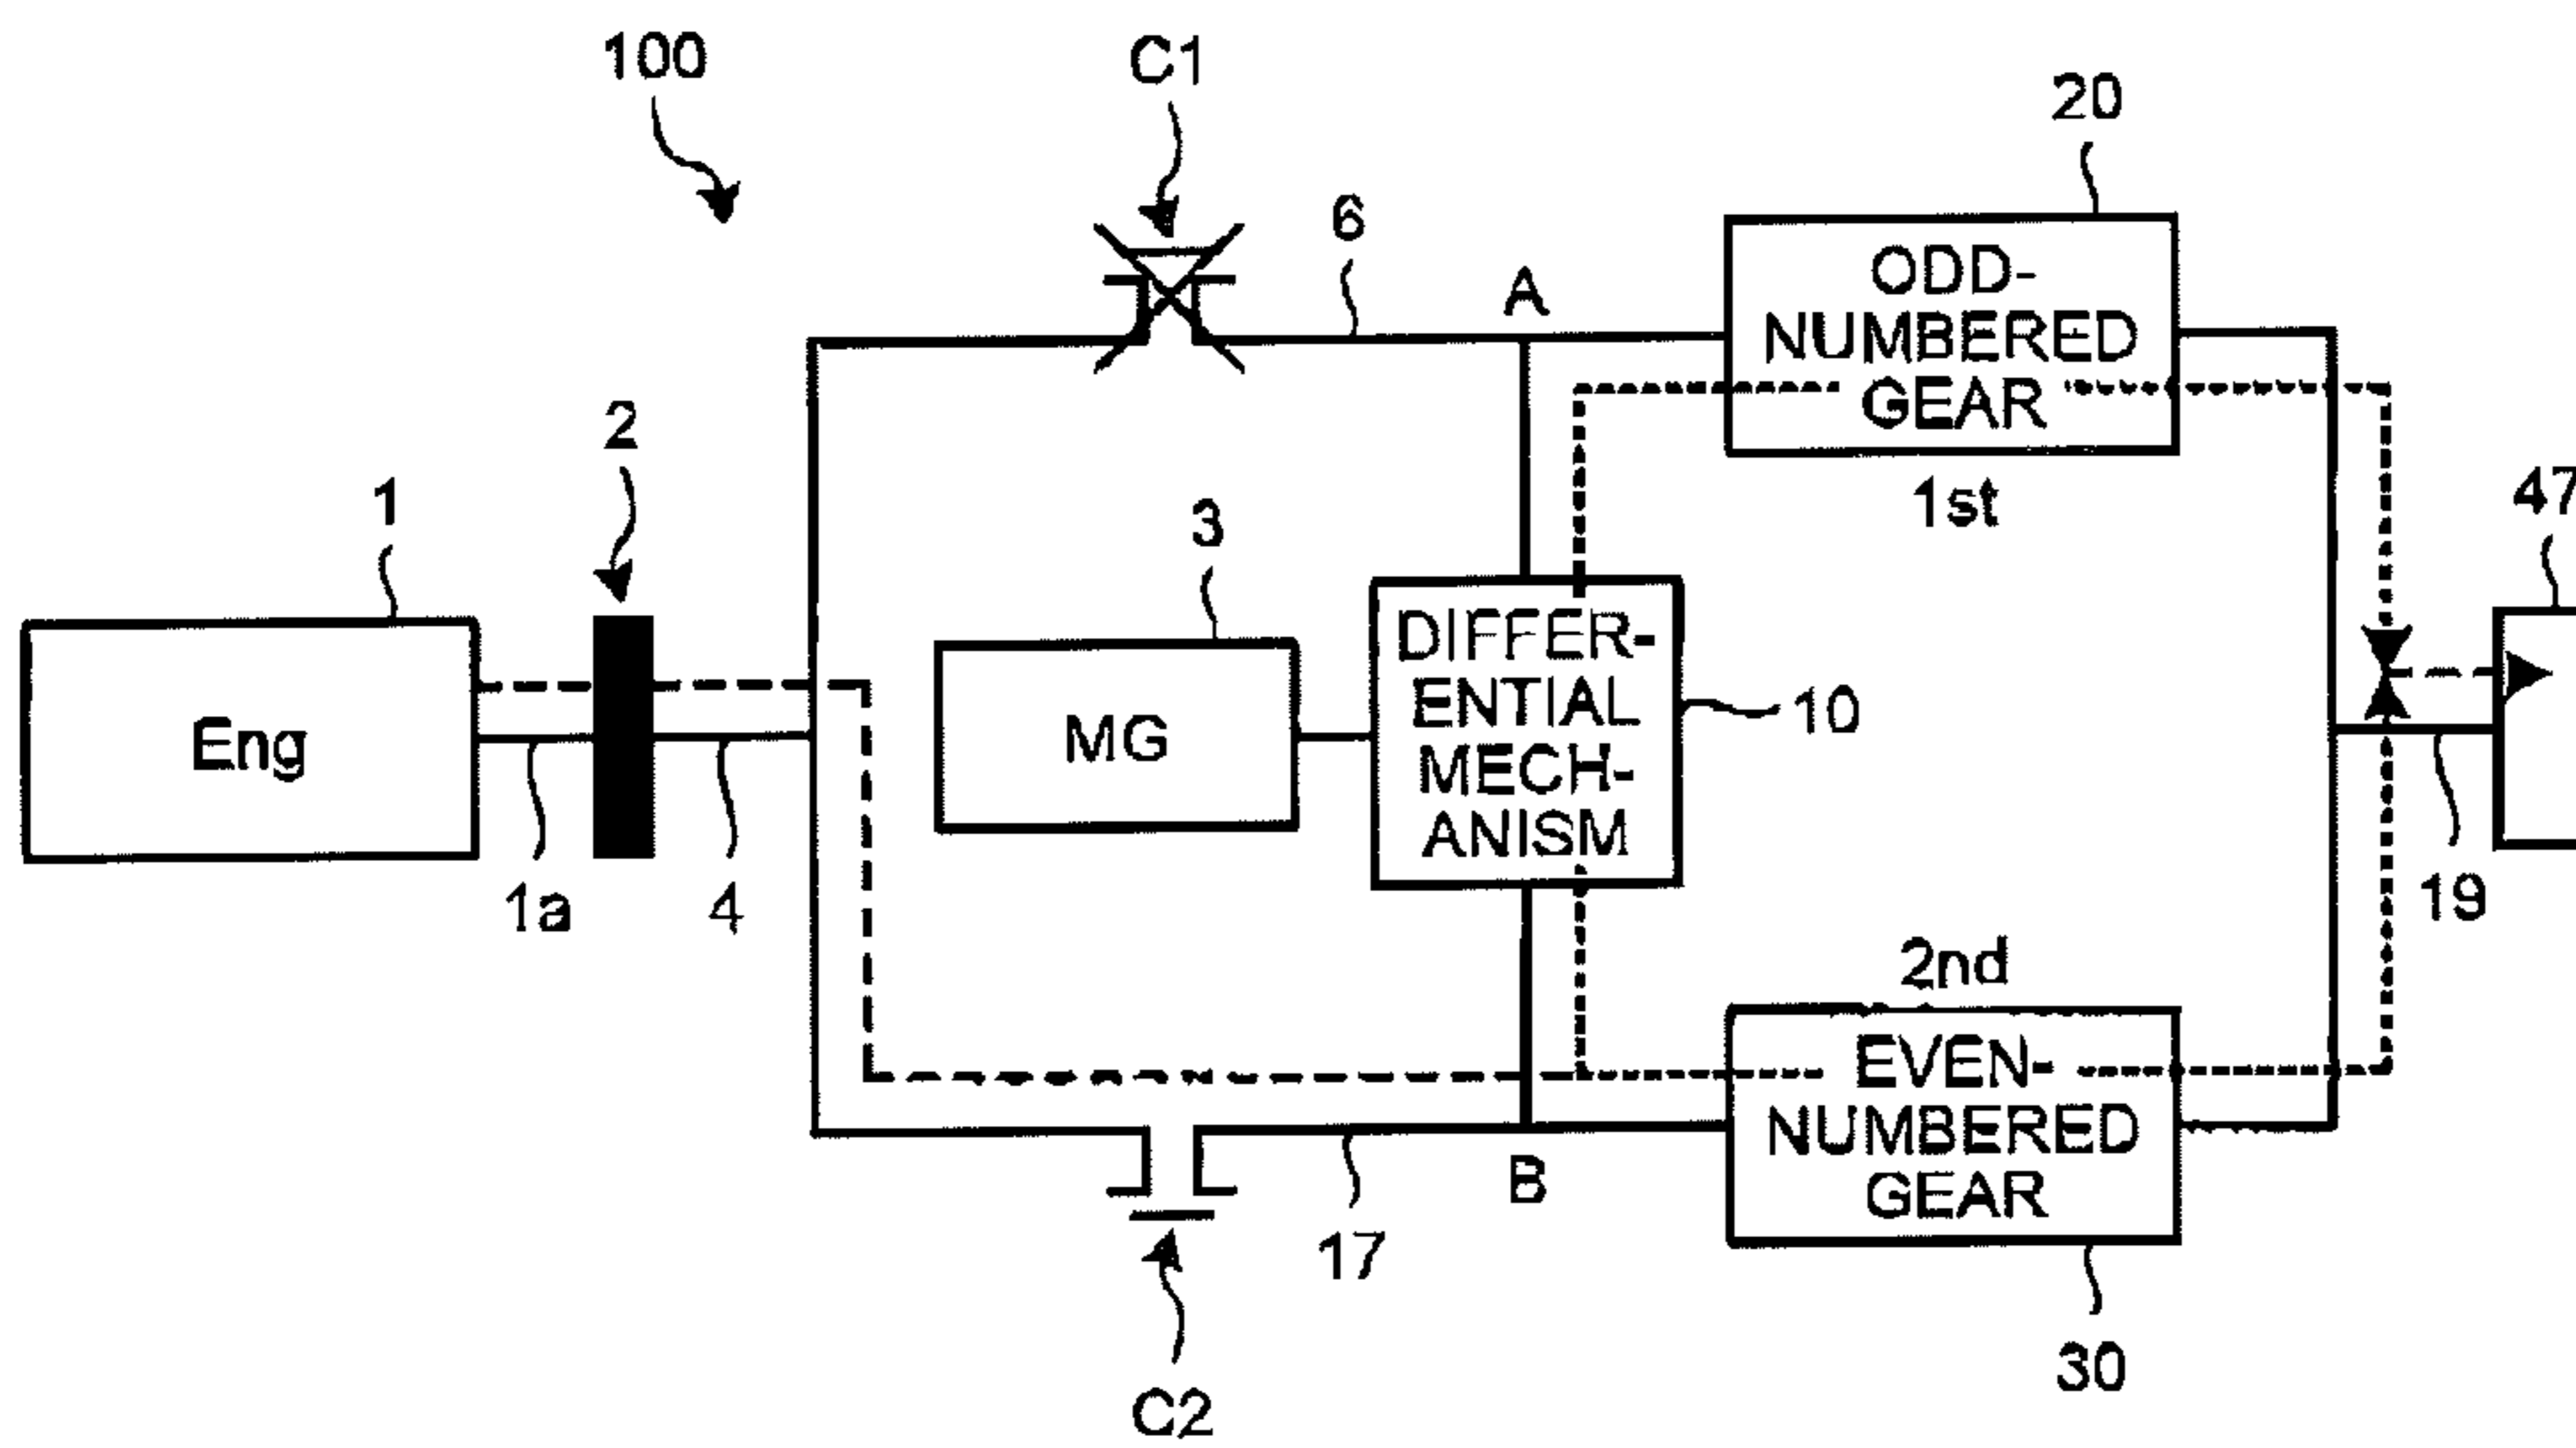 100
C1
20
6
A
ODD-
NUMBERED
GEAR
1st
2
1
3
47
Eng
MG
DIFFER-
ENTIAL
MECH-
ANISM
10
1a
4
19
2nd
EVEN-
NUMBERED
GEAR
B
17
30
C2